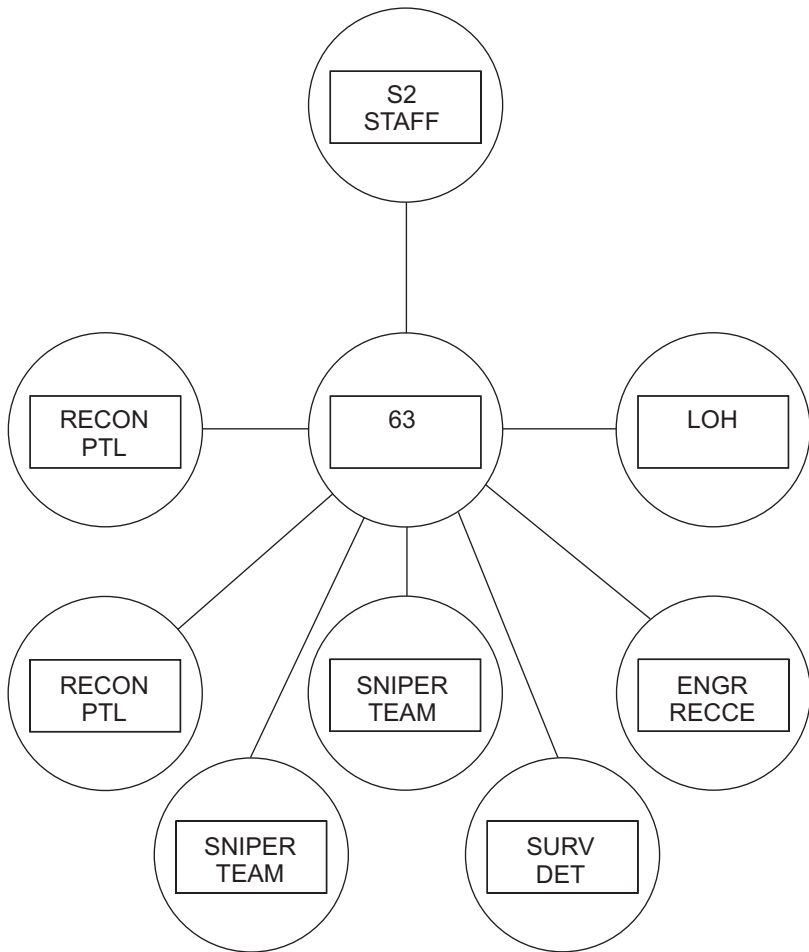 S2
STAFF
RECON
PTL
63
LOH
RECON
PTL
SNIPER
TEAM
ENGR
RECCE
SNIPER
TEAM
SURV
DET